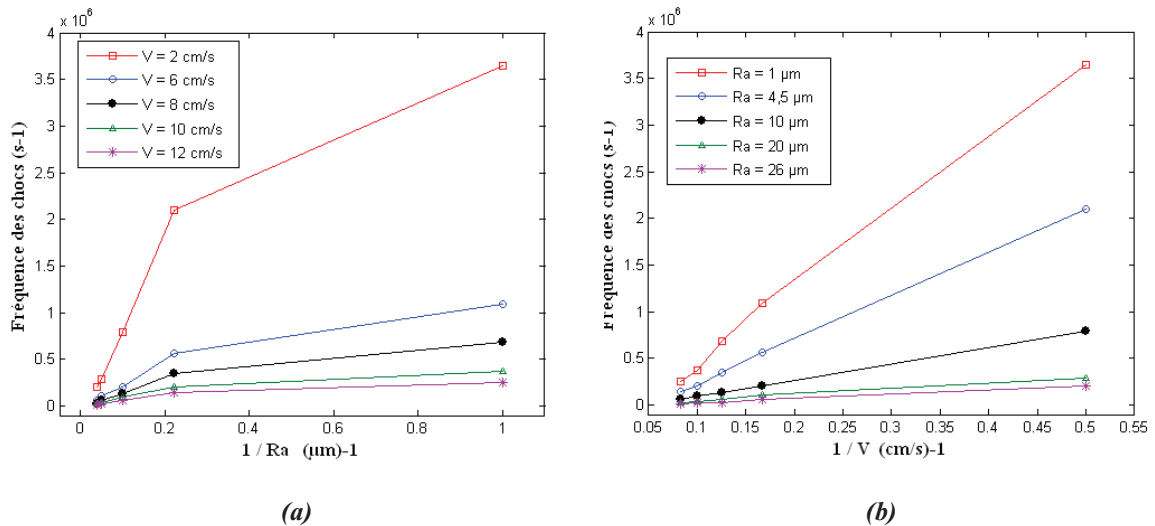 x 10 6
4
3.5
3
2.5
2
1.5
1
0.5
0
Fréquence des chocs (s-1)
V = 2 cm/s
V = 6 cm/s
V = 8 cm/s
V = 10 cm/s
V = 12 cm/s
0 0.2 0.4 0.6 0.8 1
1 / Ra (µm)-1
(a)
x 10 6
4
3.5
3
2.5
2
1.5
1
0.5
0
Fréquence des chocs (s-1)
Ra = 1 µm
Ra = 4,5 µm
Ra = 10 µm
Ra = 20 µm
Ra = 26 µm
0.05 0.1 0.15 0.2 0.25 0.3 0.35 0.4 0.45 0.5 0.55
1 / V (cm/s)-1
(b)